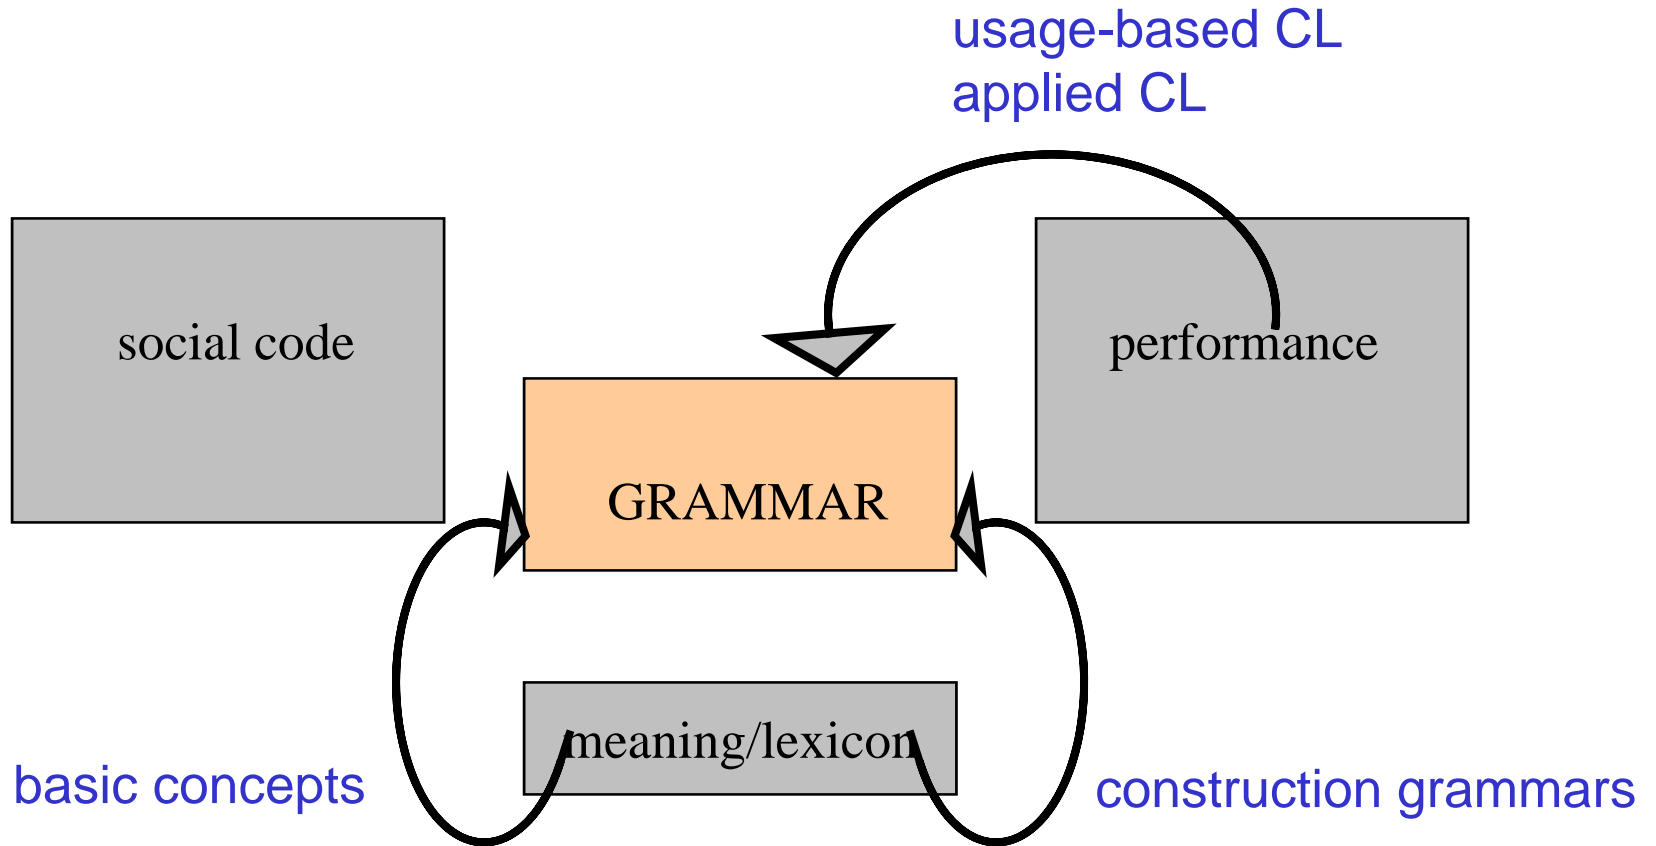 usage-based CL
applied CL
social code
performance
GRAMMAR
meaning/lexicon
basic concepts
construction grammars